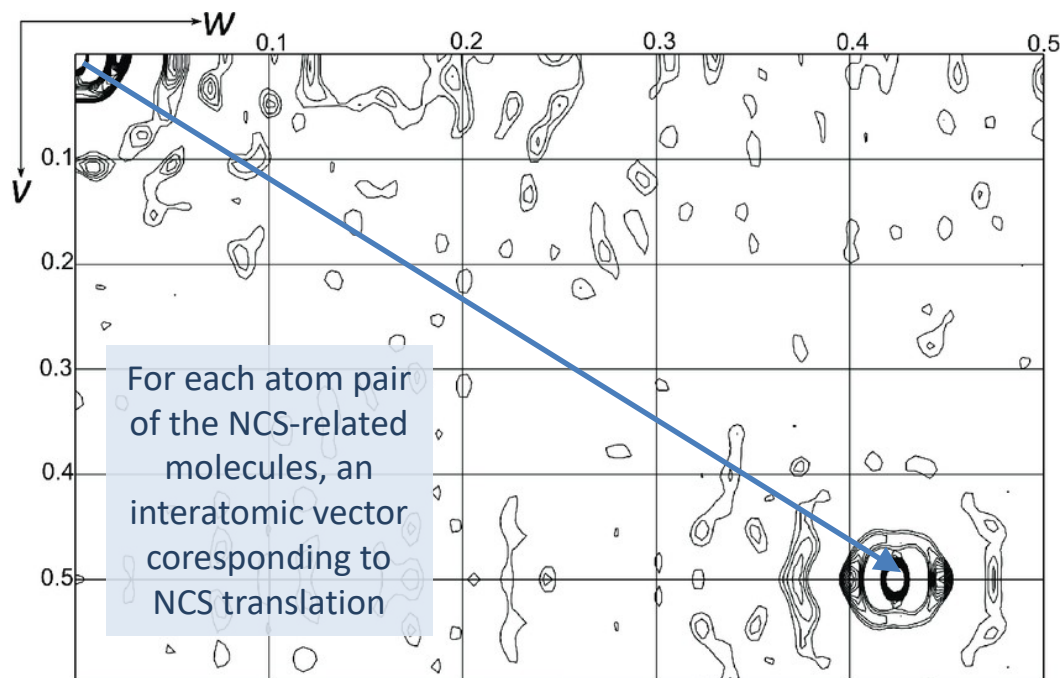 W
0.1 0.2 0.3 0.4 0.5
V
0.1
0.2
0.3
0.4
0.5
For each atom pair
of the NCS-related
molecules, an
interatomic vector
coresponding to
NCS translation